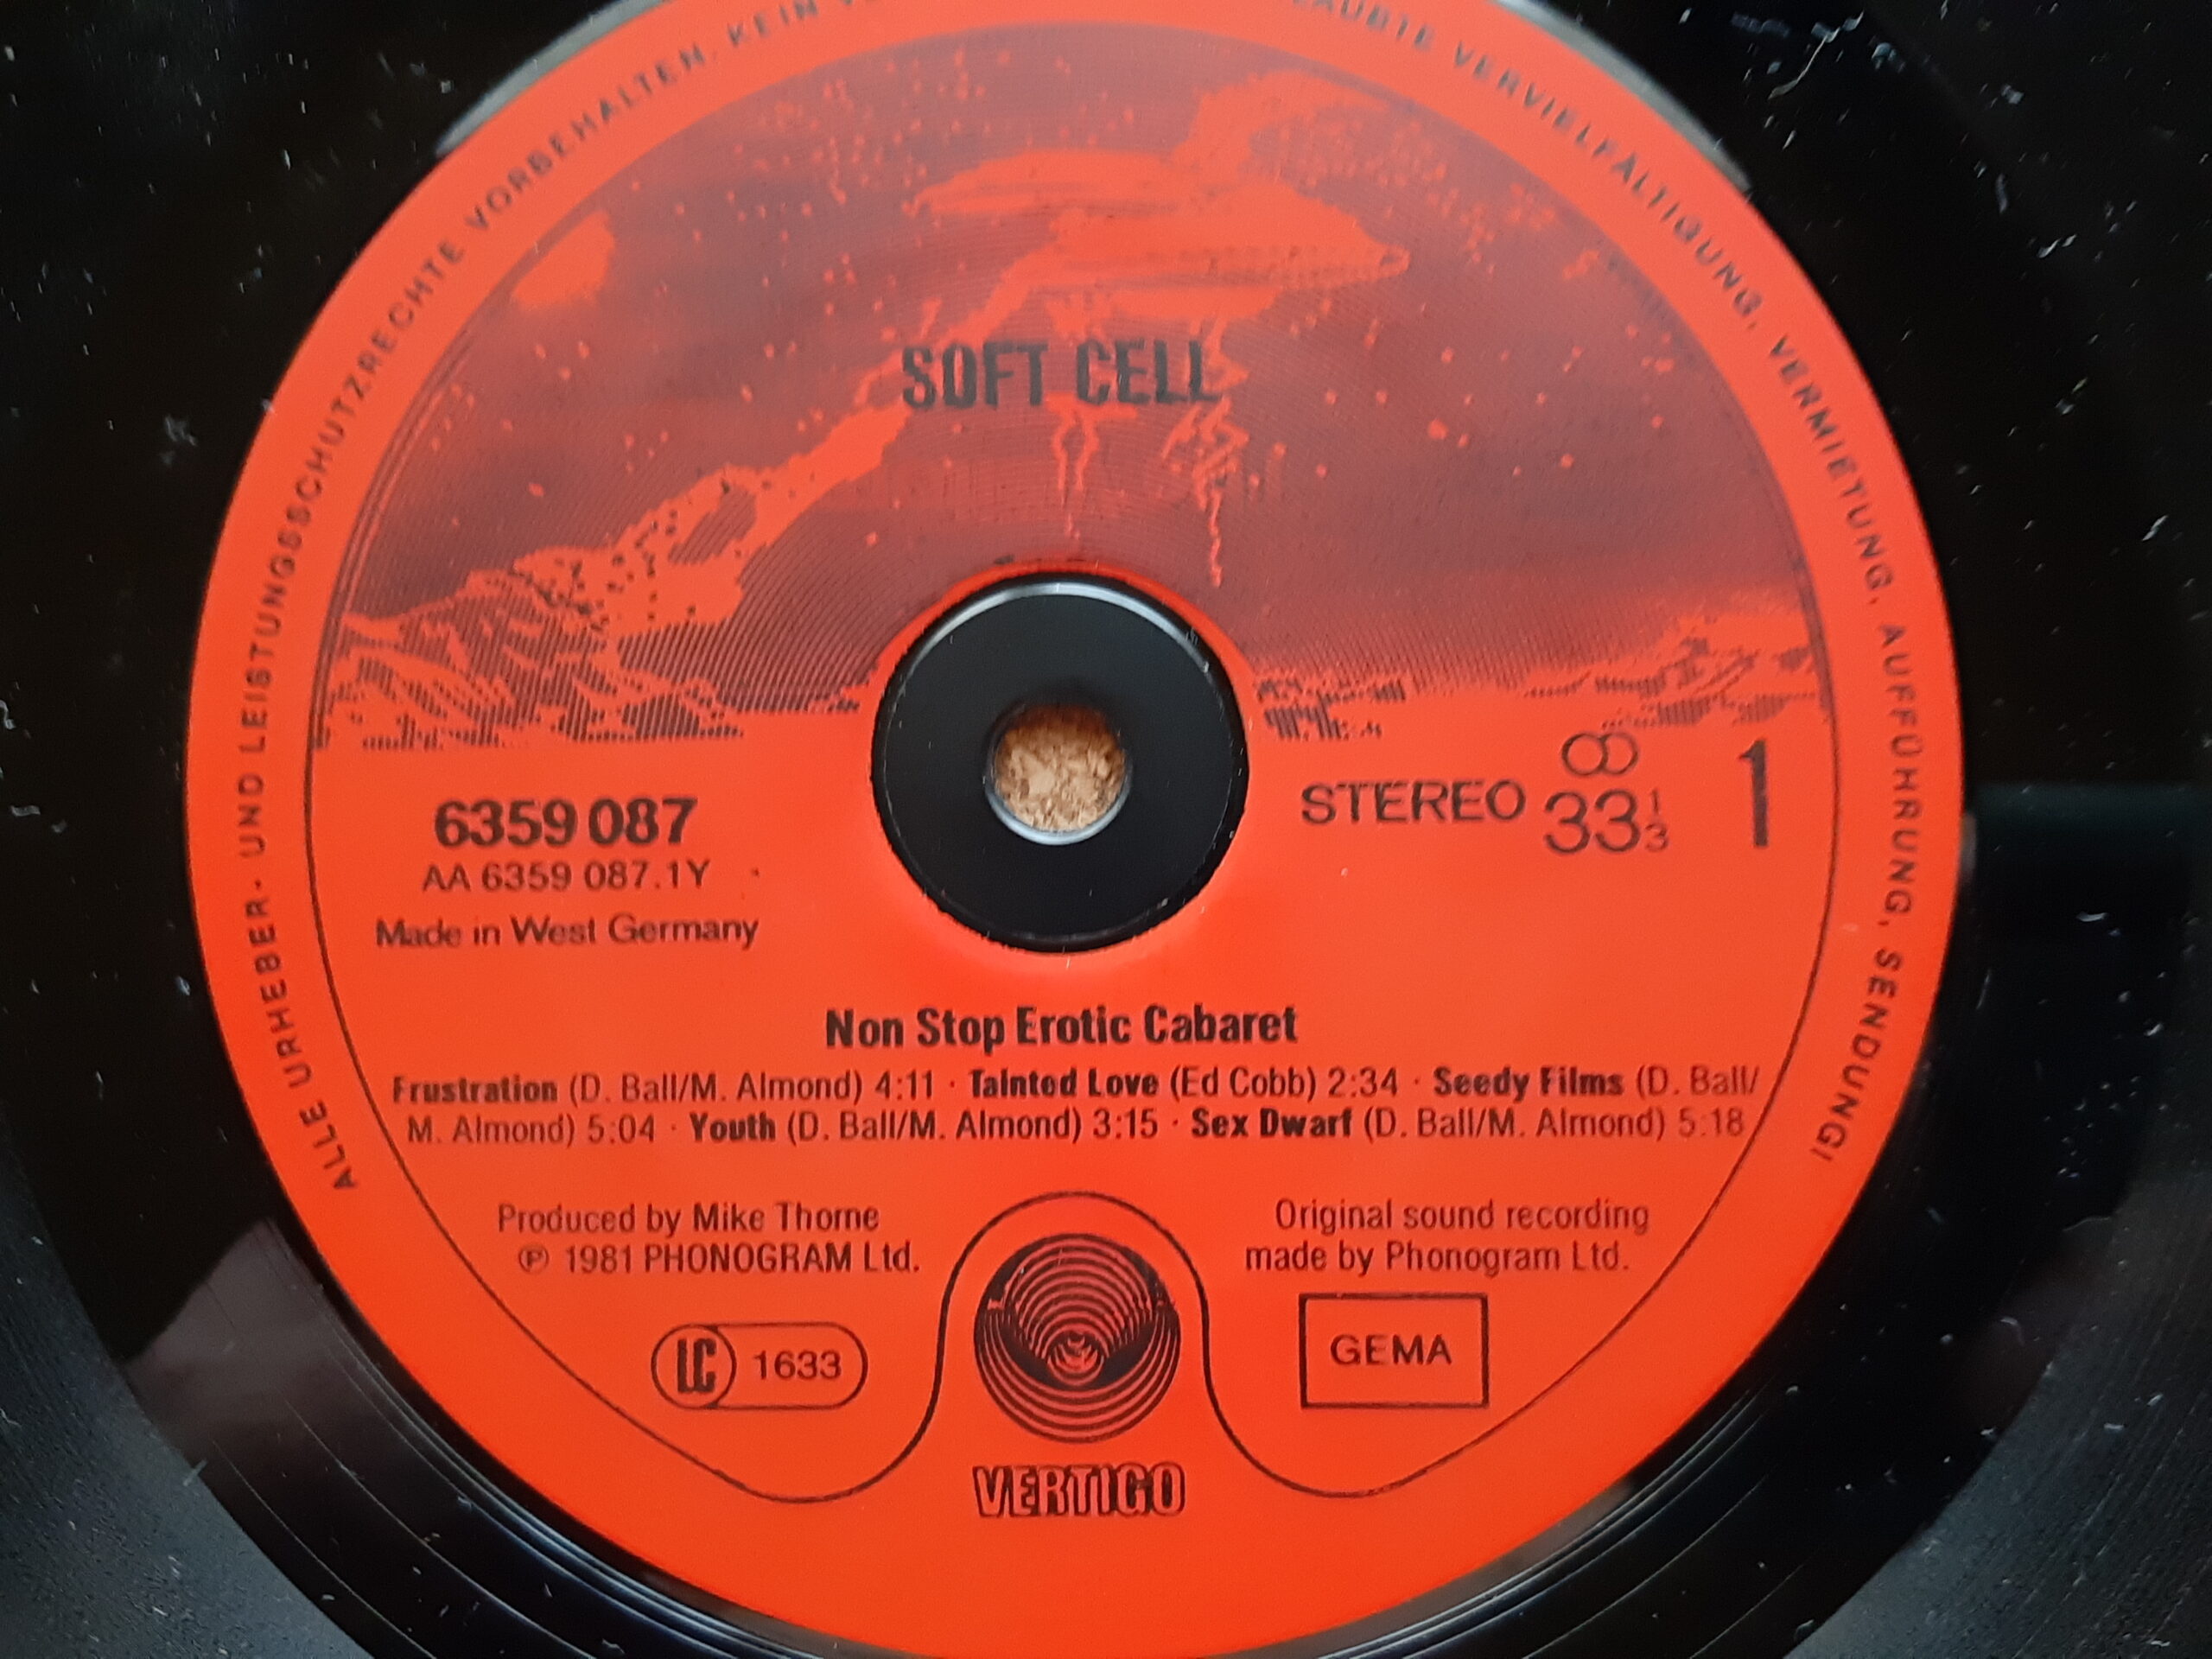 ALLE URHEBER- UND LEISTUNGSSCHUTZRECHTE VORBEHALTEN. KEIN
VERVIELFÄLTIGUNG, VERMIETUNG, AUFFÜHRUNG, SENDUNG!
SOFT CELL
6359 087
AA 6359 087.1Y
Made in West Germany
STEREO 33 1/3
1
Non Stop Erotic Cabaret
Frustration (D. Ball/M. Almond) 4:11 · Tainted Love (Ed Cobb) 2:34 · Seedy Films (D. Ball/
M. Almond) 5:04 · Youth (D. Ball/M. Almond) 3:15 · Sex Dwarf (D. Ball/M. Almond) 5:18
Produced by Mike Thorne
℗ 1981 PHONOGRAM Ltd.
Original sound recording
made by Phonogram Ltd.
LC 1633
GEMA
VERTIGO